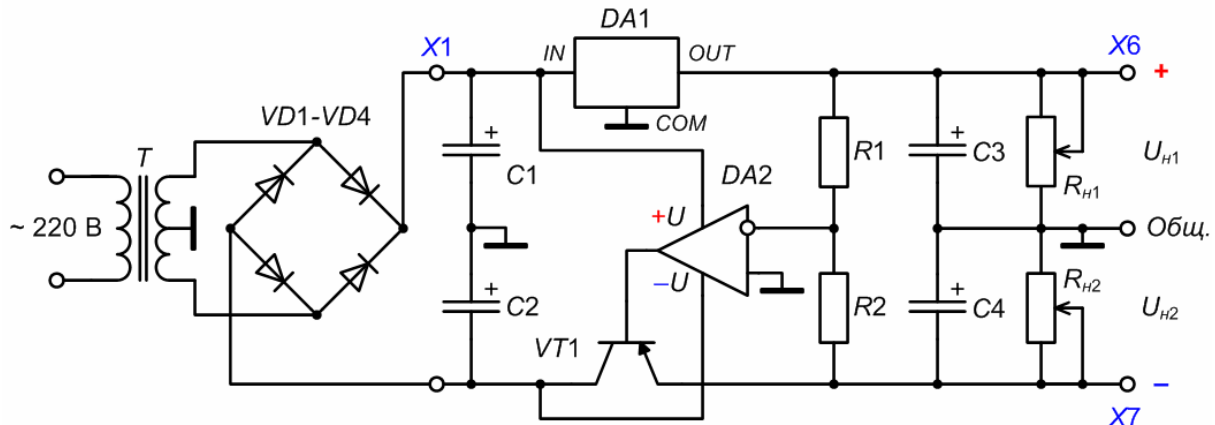 DA1
X1
IN
OUT
X6
+
VD1-VD4
COM
T
+
C1
R1
+
C3
Rн1
Uн1
DA2
+U
~ 220 В
Общ.
–U
+
C2
R2
+
C4
Rн2
Uн2
VT1
–
X7